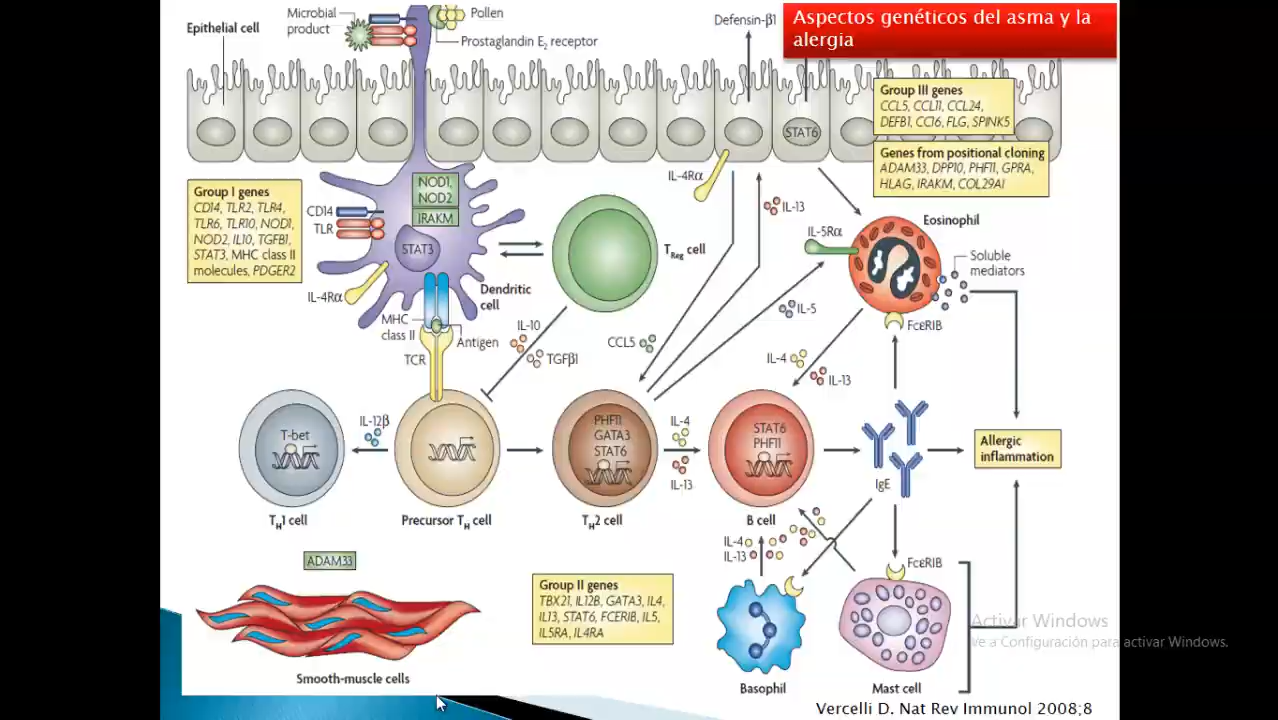 Aspectos genéticos del asma y la
alergia
Microbial
product
Pollen
Prostaglandin E2 receptor
Epithelial cell
Defensin-β1
STAT6
Group III genes
CCL5, CCL11, CCL24,
DEFB1, CC16, FLG, SPINK5
Genes from positional cloning
ADAM33, DPP10, PHF11, GPRA,
HLAG, IRAKM, COL29A1
Group I genes
CD14, TLR2, TLR4,
TLR6, TLR10, NOD1,
NOD2, IL10, TGFB1,
STAT3, MHC class II
molecules, PDGER2
CD14
TLR
NOD1,
NOD2
IRAKM
STAT3
IL-4Rα
Dendritic
cell
MHC
class II
Antigen
TCR
TReg cell
IL-10
TGFβ1
IL-4Rα
IL-13
CCL5
IL-5
IL-5Rα
Eosinophil
Soluble
mediators
FcεRIB
IL-4
IL-13
T-bet
TH1 cell
IL-12β
Precursor TH cell
PHF11
GATA3
STAT6
TH2 cell
IL-4
IL-13
STAT6
PHF11
B cell
IgE
Allergic
inflammation
IL-4
IL-13
FcεRIB
Basophil
Mast cell
ADAM33
Smooth-muscle cells
Group II genes
TBX21, IL12B, GATA3, IL4,
IL13, STAT6, FCERIB, IL5,
IL5RA, IL4RA
Activar Windows
Ve a Configuración para activar Windows.
Vercelli D. Nat Rev Immunol 2008;8